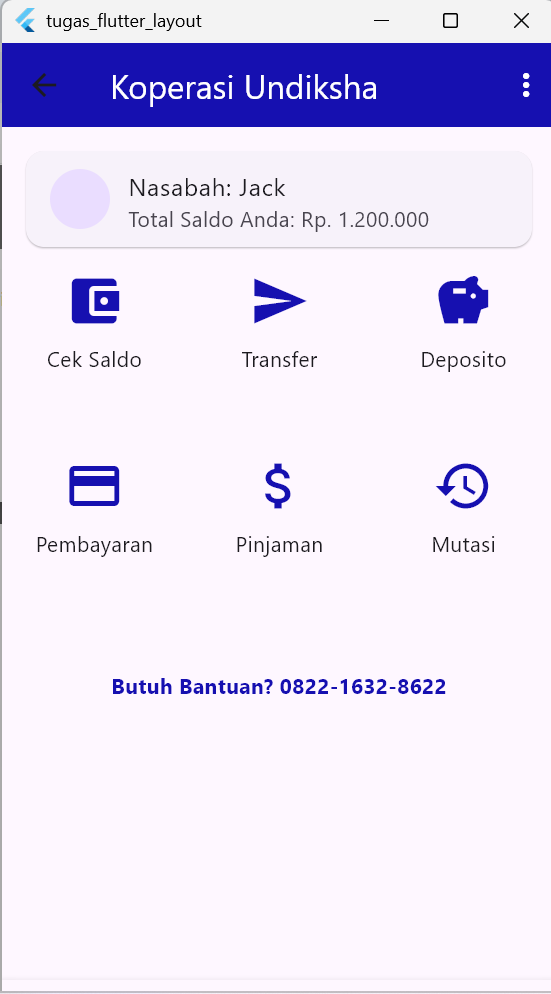 tugas_flutter_layout
Koperasi Undiksha
Nasabah: Jack
Total Saldo Anda: Rp. 1.200.000
Cek Saldo
Transfer
Deposito
Pembayaran
Pinjaman
Mutasi
Butuh Bantuan? 0822-1632-8622